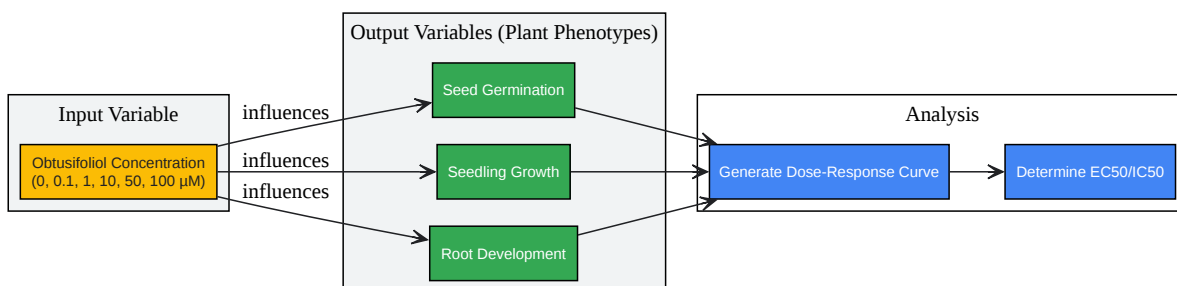 Input Variable
Obtusifoliol Concentration
(0, 0.1, 1, 10, 50, 100 µM)
influences
influences
influences
Output Variables (Plant Phenotypes)
Seed Germination
Seedling Growth
Root Development
Analysis
Generate Dose-Response Curve
Determine EC50/IC50